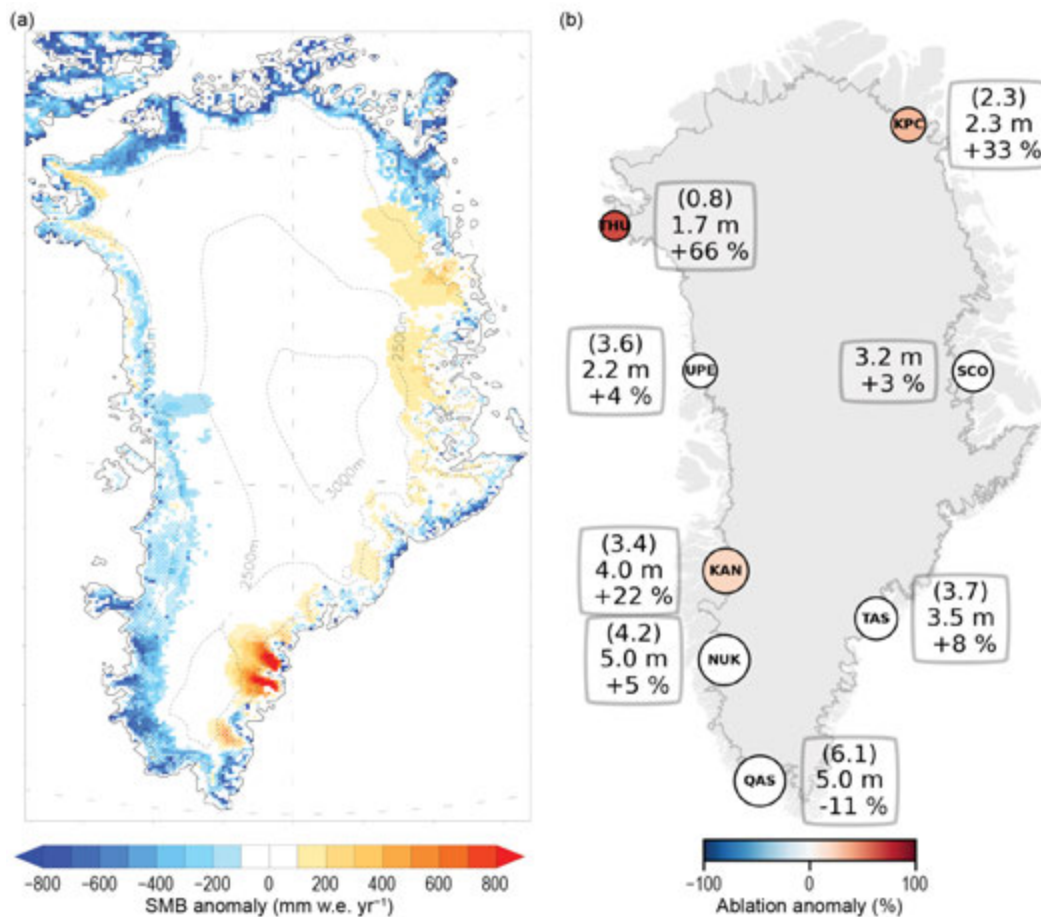 (a)
2500m
3000m
2500m
−800 −600 −400 −200 0 200 400 600 800
SMB anomaly (mm w.e. yr⁻¹)
(b)
KPC
(2.3)
2.3 m
+33 %
THU
(0.8)
1.7 m
+66 %
(3.6)
2.2 m
+4 %
UPE
3.2 m
+3 %
SCO
(3.4)
4.0 m
+22 %
KAN
(3.7)
3.5 m
+8 %
TAS
(4.2)
5.0 m
+5 %
NUK
(6.1)
5.0 m
-11 %
QAS
−100 0 100
Ablation anomaly (%)